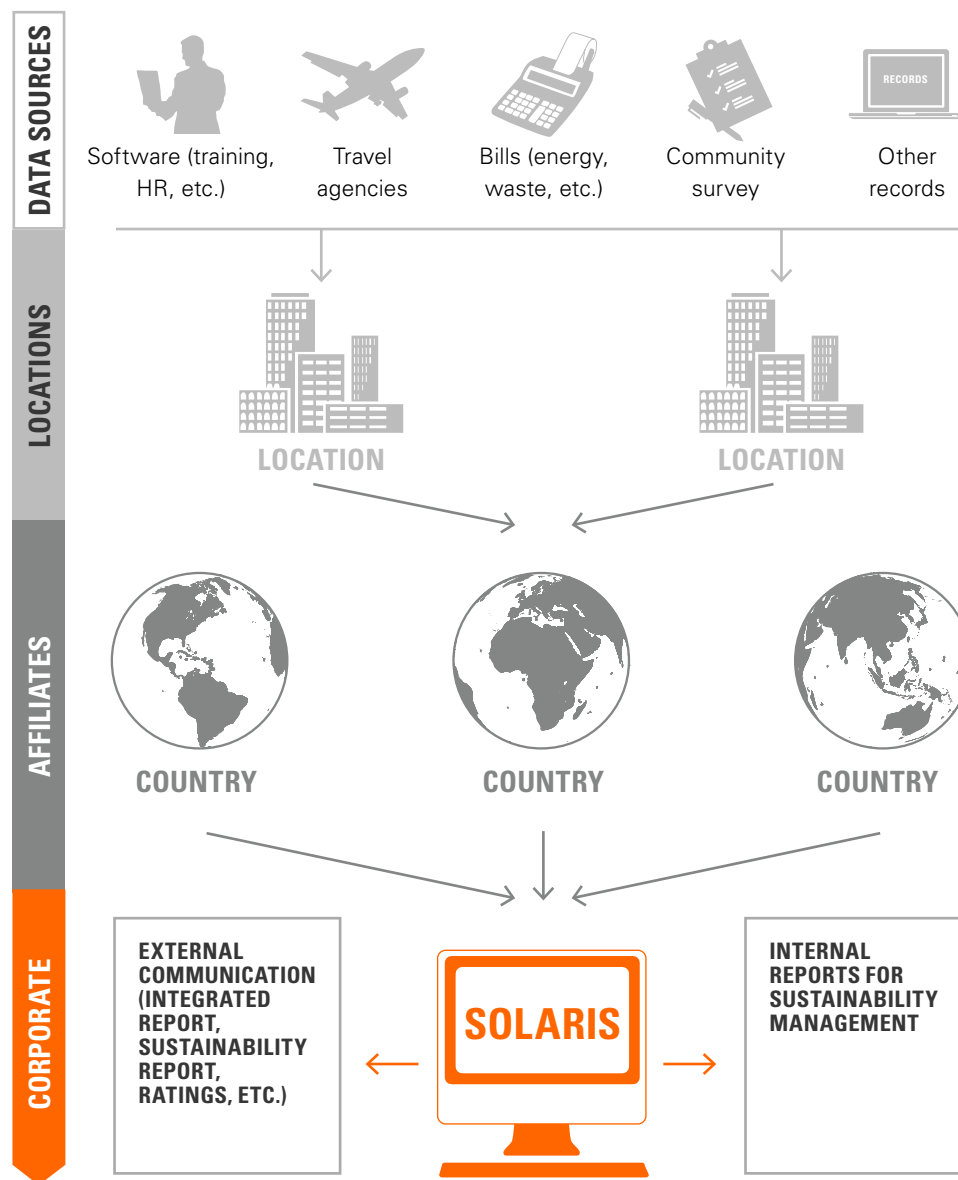 DATA SOURCES
RECORDS
Software (training,
HR, etc.)
Travel
agencies
Bills (energy,
waste, etc.)
Community
survey
Other
records
LOCATIONS
LOCATION
LOCATION
AFFILIATES
COUNTRY
COUNTRY
COUNTRY
CORPORATE
EXTERNAL
COMMUNICATION
(INTEGRATED
REPORT,
SUSTAINABILITY
REPORT,
RATINGS, ETC.)
SOLARIS
INTERNAL
REPORTS FOR
SUSTAINABILITY
MANAGEMENT